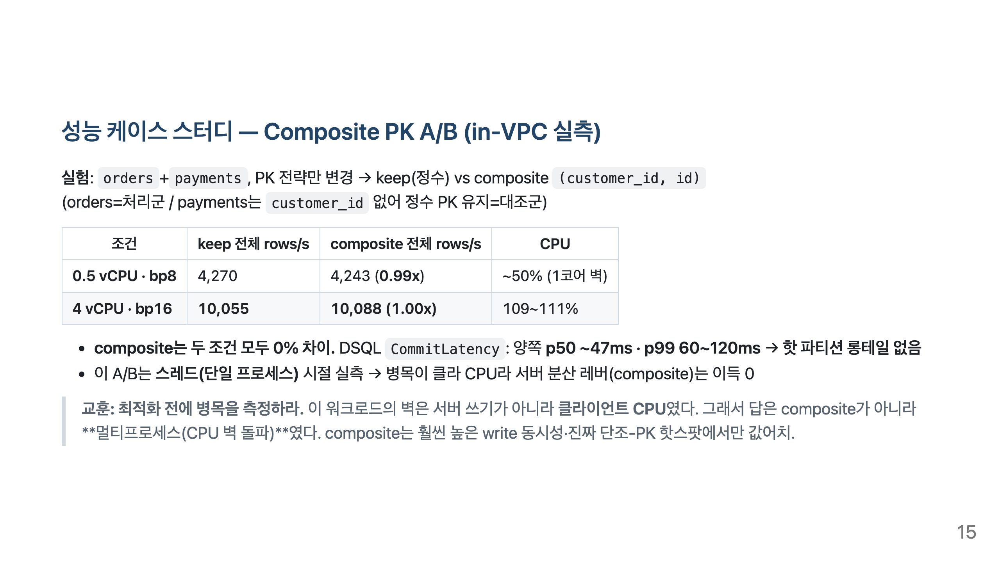 성능 케이스 스터디 — Composite PK A/B (in-VPC 실측)
실험: orders+payments, PK 전략만 변경 → keep(정수) vs composite (customer_id, id)
(orders=처리군 / payments는 customer_id 없어 정수 PK 유지=대조군)
조건 keep 전체 rows/s composite 전체 rows/s CPU
0.5 vCPU · bp8 4,270 4,243 (0.99x) ~50% (1코어 벽)
4 vCPU · bp16 10,055 10,088 (1.00x) 109~111%
• composite는 두 조건 모두 0% 차이. DSQL CommitLatency: 양쪽 p50 ~47ms · p99 60~120ms → 핫 파티션 롱테일 없음
• 이 A/B는 스레드(단일 프로세스) 시절 실측 → 병목이 클라 CPU라 서버 분산 레버(composite)는 이득 0
교훈: 최적화 전에 병목을 측정하라. 이 워크로드의 벽은 서버 쓰기가 아니라 클라이언트 CPU였다. 그래서 답은 composite가 아니라
**멀티프로세스(CPU 벽 돌파)**였다. composite는 훨씬 높은 write 동시성·진짜 단조-PK 핫스팟에서만 값어치.
15